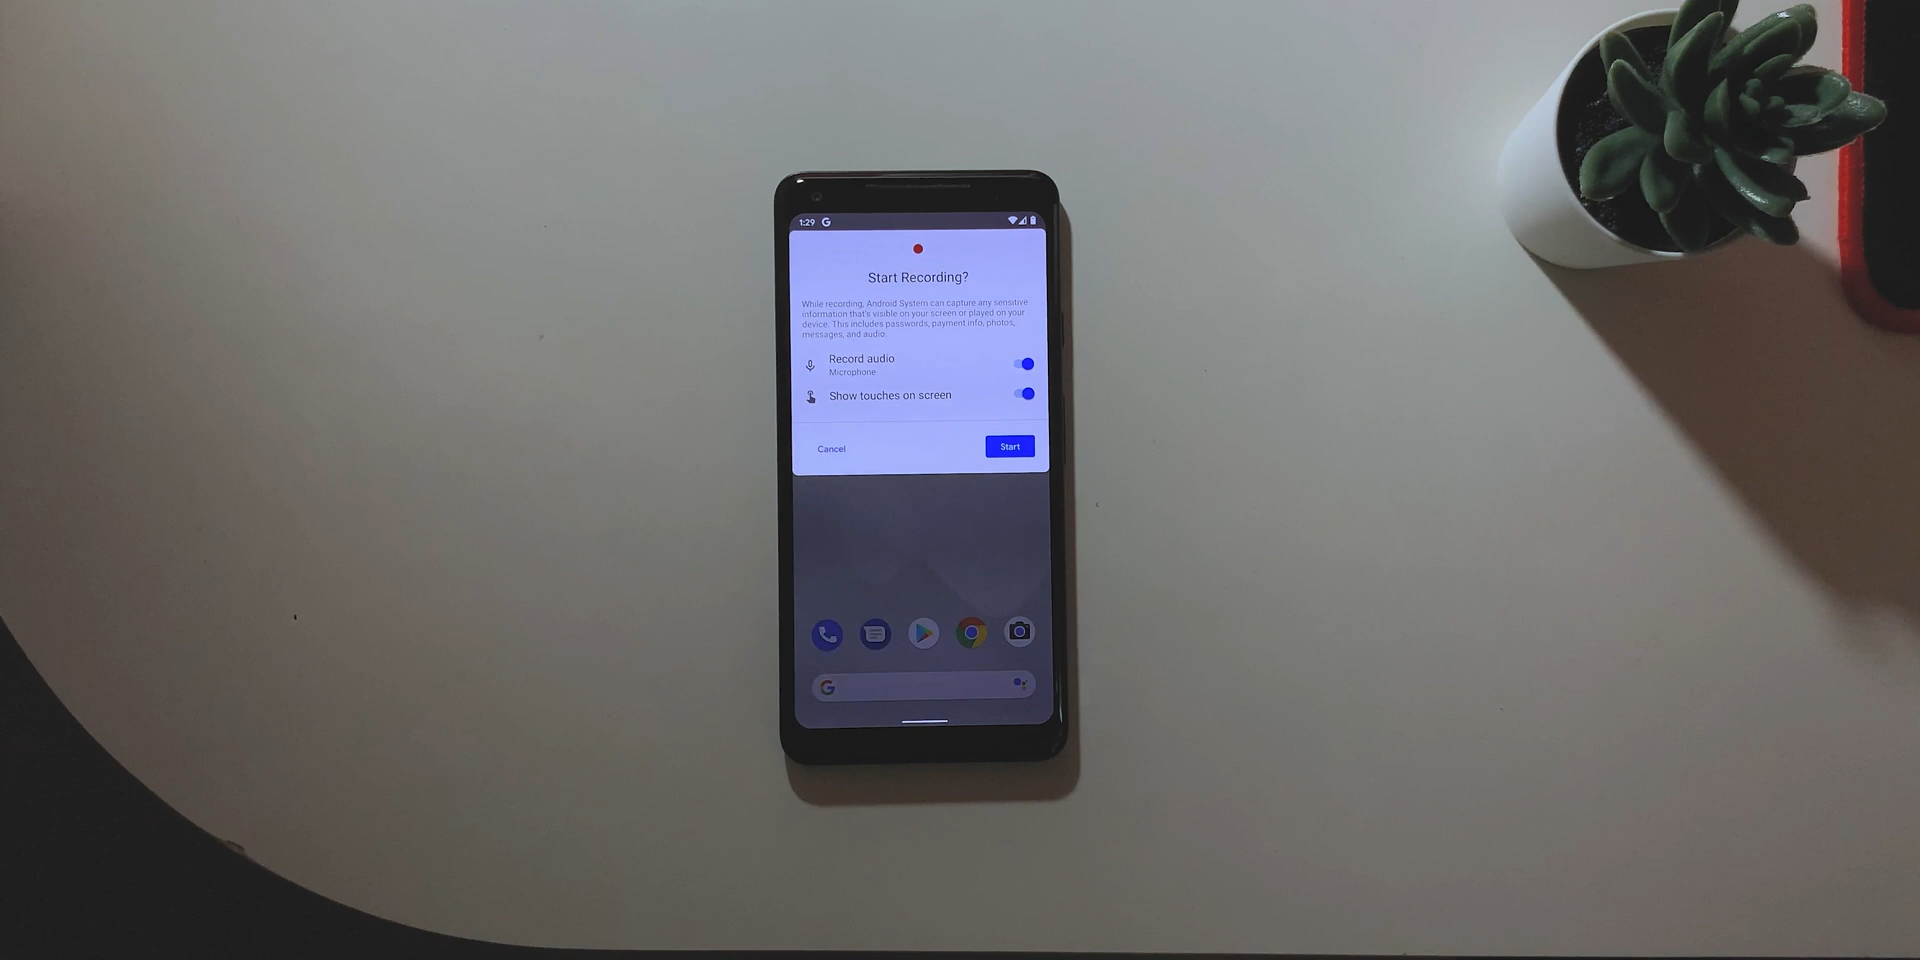 1:29 G
Start Recording?
While recording, Android System can capture any sensitive
information that's visible on your screen or played on your
device. This includes passwords, payment info, photos,
messages, and audio
Record audio
Microphone
Show touches on screen
Cancel
Start
G